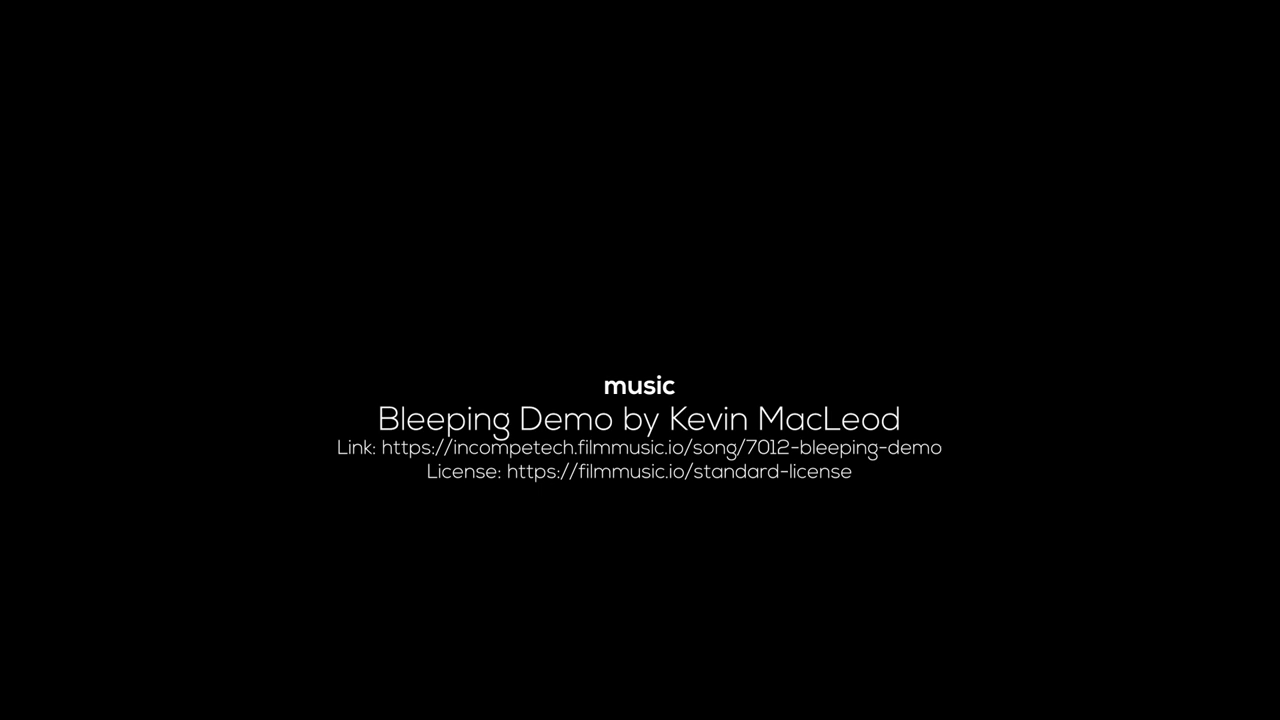 music
Bleeping Demo by Kevin MacLeod
Link: https://incompetech.filmmusic.io/song/7012-bleeping-demo
License: https://filmmusic.io/standard-license